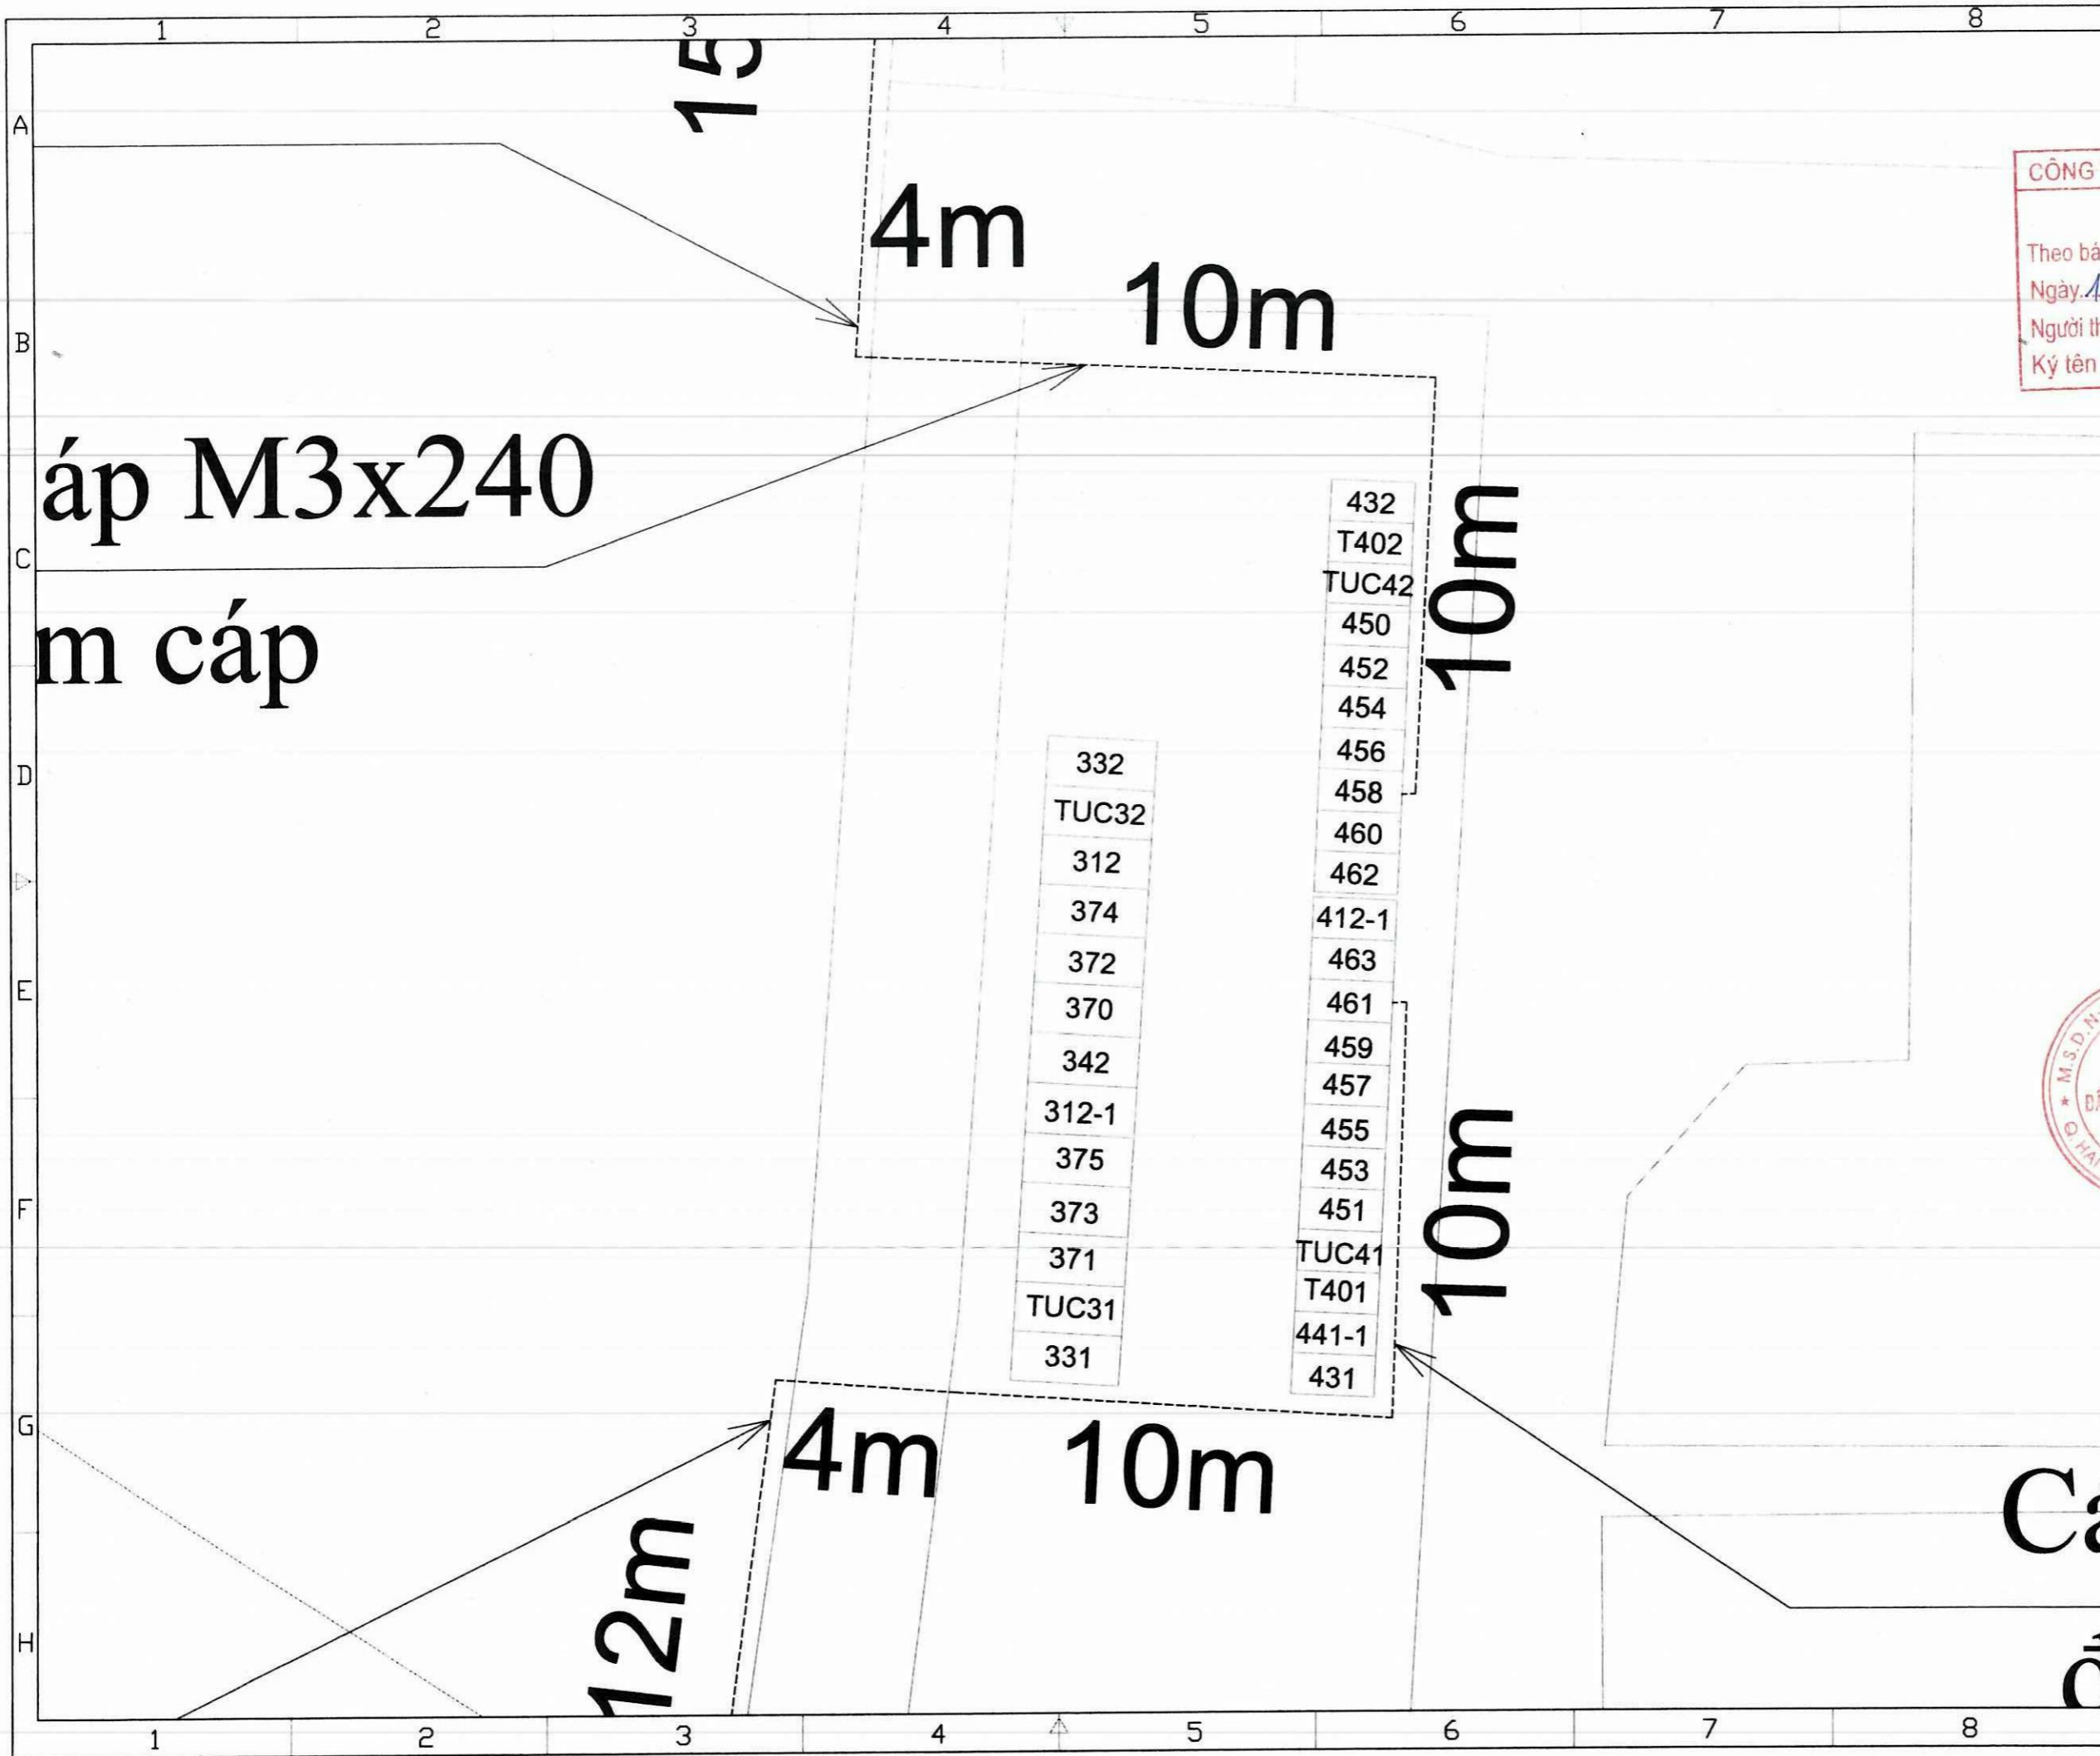 1 2 3 4 5 6 7 8
A
B
C
D
E
F
G
H
15
4m
10m
CÔNG
Theo
Ngày
Người
Ký tên
áp M3x240
m cáp
10m
432
T402
TUC42
450
452
454
456
458
460
462
412-1
463
461
459
457
455
453
451
TUC41
T401
441-1
431
332
TUC32
312
374
372
370
342
312-1
375
373
371
TUC31
331
10m
M.S.D.N.
4m
10m
12m
1 2 3 4 5 6 7 8